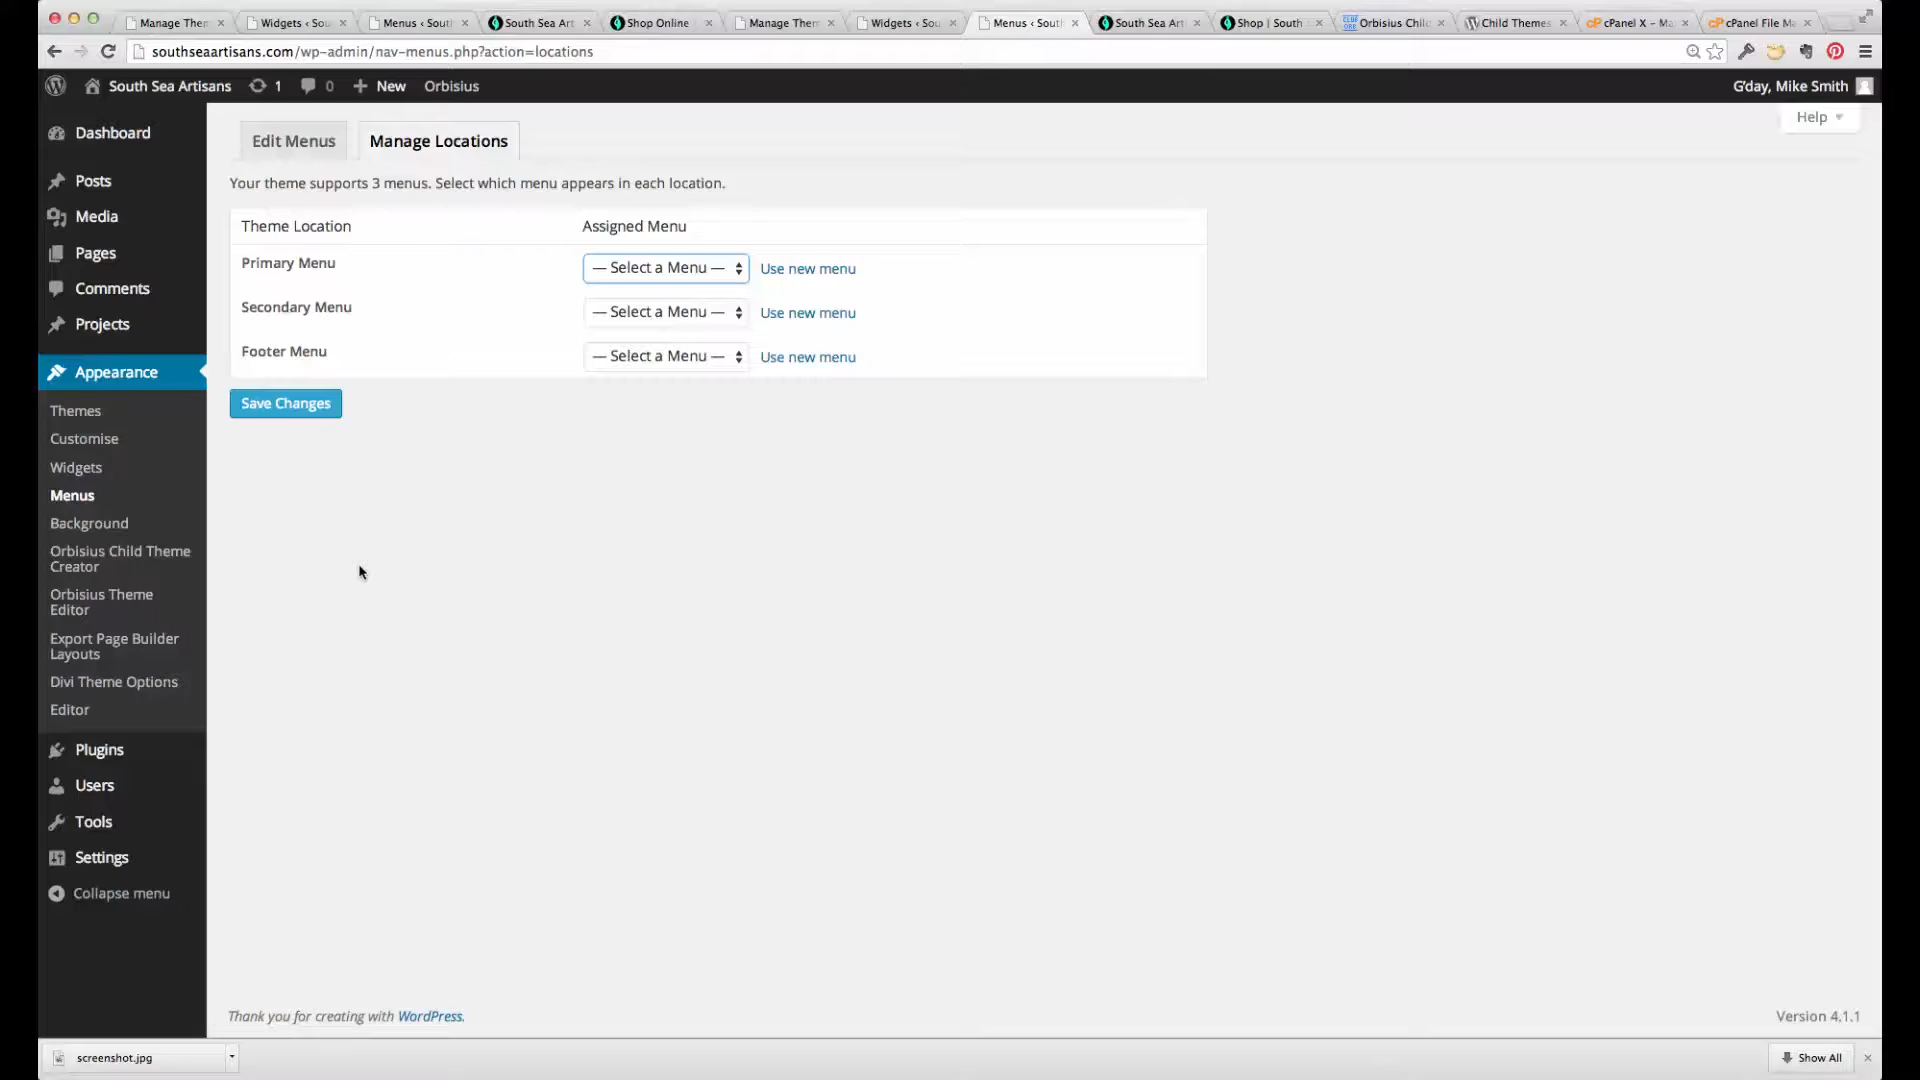 Manage Them
Widgets ‹ Sou
Menus ‹ South
South Sea Art
Shop Online
Manage Them
Widgets ‹ Sou
Menus ‹ South
South Sea Art
Shop | South
Orbisius Child
Child Themes
cPanel X – Ma
cPanel File Ma
southseaartisans.com/wp-admin/nav-menus.php?action=locations
South Sea Artisans
1
0
New
Orbisius
G'day, Mike Smith
Help
Dashboard
Posts
Media
Pages
Comments
Projects
Appearance
Themes
Customise
Widgets
Menus
Background
Orbisius Child Theme
Creator
Orbisius Theme
Editor
Export Page Builder
Layouts
Divi Theme Options
Editor
Plugins
Users
Tools
Settings
Collapse menu
Edit Menus
Manage Locations
Your theme supports 3 menus. Select which menu appears in each location.
Theme Location
Assigned Menu
Primary Menu
— Select a Menu —
Use new menu
Secondary Menu
— Select a Menu —
Use new menu
Footer Menu
— Select a Menu —
Use new menu
Save Changes
Thank you for creating with WordPress.
Version 4.1.1
screenshot.jpg
Show All